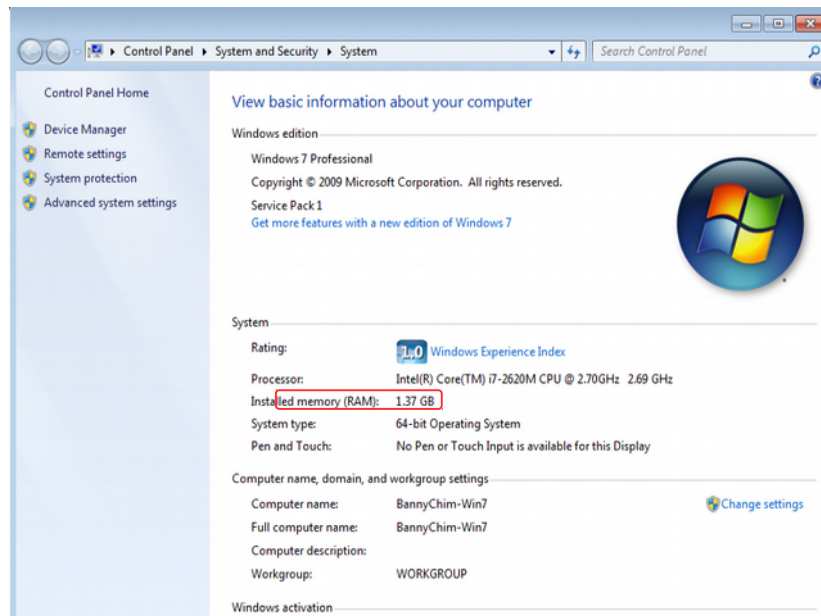 Control Panel System and Security System
Search Control Panel
Control Panel Home
Device Manager
Remote settings
System protection
Advanced system settings
View basic information about your computer
Windows edition
Windows 7 Professional
Copyright © 2009 Microsoft Corporation. All rights reserved.
Service Pack 1
Get more features with a new edition of Windows 7
System
Rating: 1.0 Windows Experience Index
Processor: Intel(R) Core(TM) i7-2620M CPU @ 2.70GHz 2.69 GHz
Installed memory (RAM): 1.37 GB
System type: 64-bit Operating System
Pen and Touch: No Pen or Touch Input is available for this Display
Computer name, domain, and workgroup settings
Computer name: BannyChim-Win7
Change settings
Full computer name: BannyChim-Win7
Computer description:
Workgroup: WORKGROUP
Windows activation